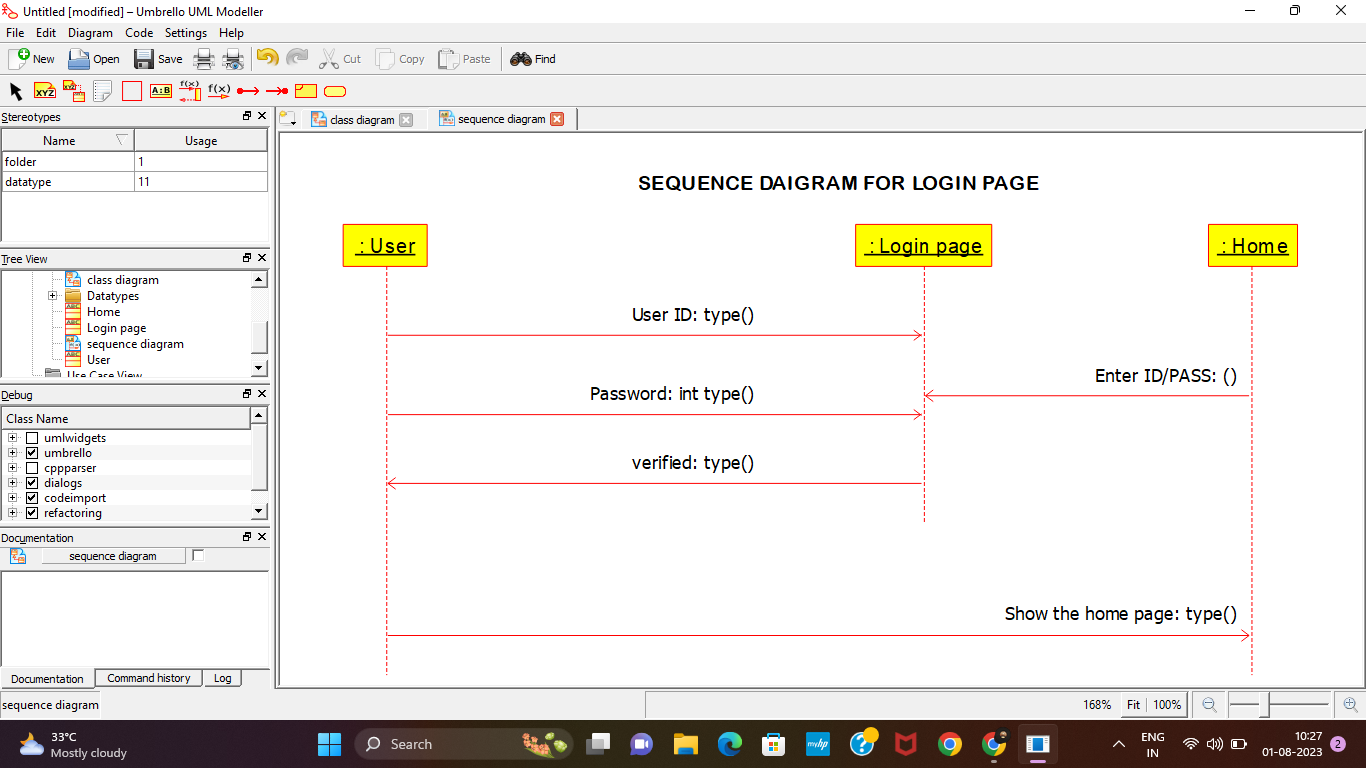 Untitled [modified] – Umbrello UML Modeller
File Edit Diagram Code Settings Help
New Open Save Cut Copy Paste Find
XYZ XYZ A:B f(x) f(x)
Stereotypes
Name Usage
folder 1
datatype 11
Tree View
class diagram
Datatypes
Home
Login page
sequence diagram
User
Use Case View
Debug
Class Name
umlwidgets
umbrello
cppparser
dialogs
codeimport
refactoring
Documentation
sequence diagram
Documentation Command history Log
class diagram sequence diagram
SEQUENCE DAIGRAM FOR LOGIN PAGE
: User : Login page : Home
User ID: type()
Enter ID/PASS: ()
Password: int type()
verified: type()
Show the home page: type()
sequence diagram 168% Fit 100%
33°C
Mostly cloudy
Search
myhp
ENG
IN
10:27
01-08-2023
2